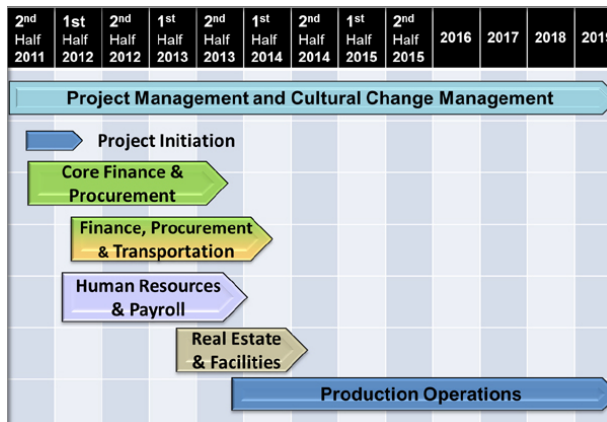 2nd 1st 2nd 1st 2nd 1st 2nd 1st 2nd
Half Half Half Half Half Half Half Half Half 2016 2017 2018 2019
2011 2012 2012 2013 2013 2014 2014 2015 2015
Project Management and Cultural Change Management
Project Initiation
Core Finance &
Procurement
Finance, Procurement
& Transportation
Human Resources
& Payroll
Real Estate
& Facilities
Production Operations